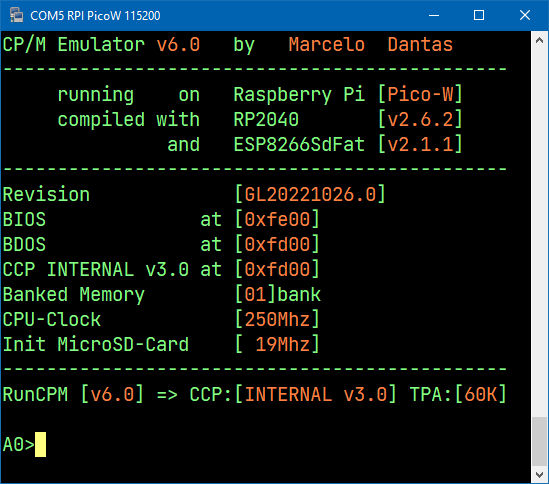 COM5 RPI PicoW 115200
CP/M Emulator v6.0   by   Marcelo  Dantas
----------------------------------------------
     running    on   Raspberry Pi [Pico-W]
     compiled with   RP2040       [v2.6.2]
               and   ESP8266SdFat [v2.1.1]
----------------------------------------------
Revision             [GL20221026.0]
BIOS              at [0xfe00]
BDOS              at [0xfd00]
CCP INTERNAL v3.0 at [0xfd00]
Banked Memory        [01]bank
CPU-Clock            [250Mhz]
Init MicroSD-Card    [ 19Mhz]
----------------------------------------------
RunCPM [v6.0] => CCP:[INTERNAL v3.0] TPA:[60K]
A0>